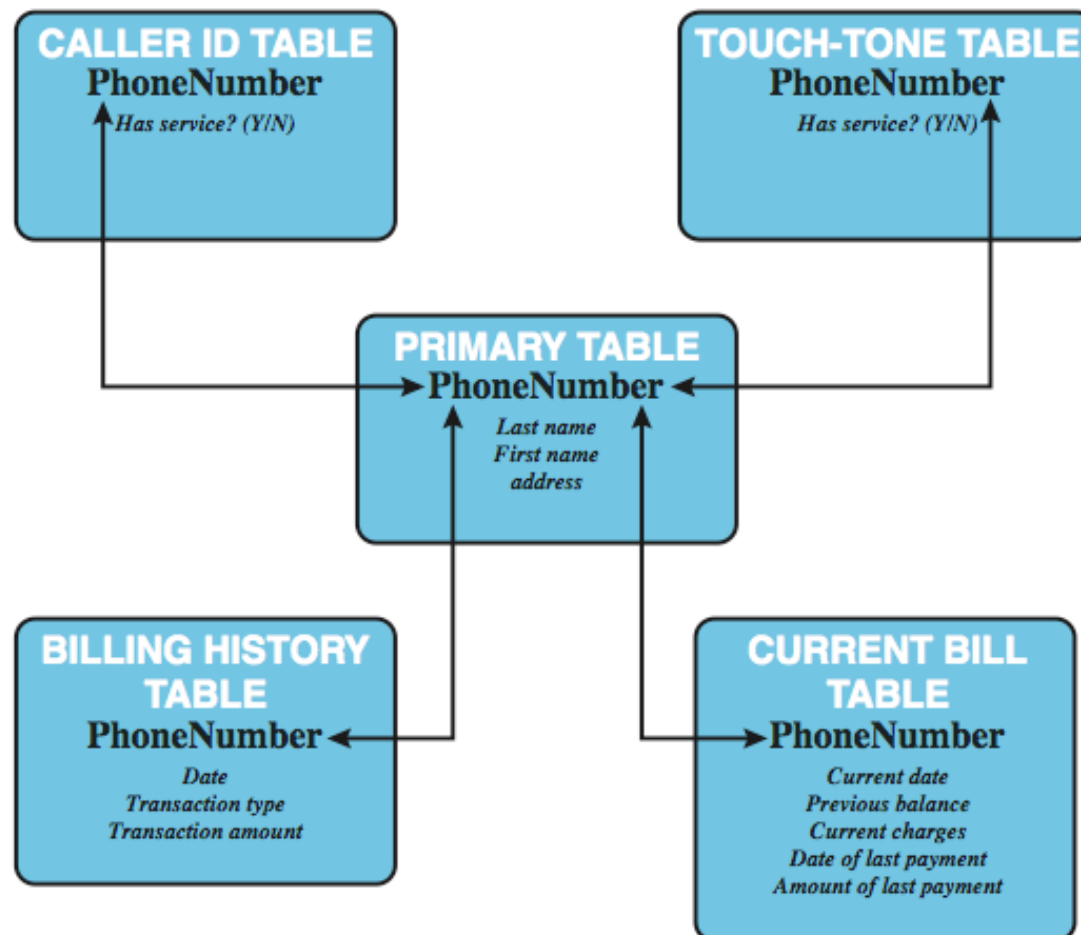 CALLER ID TABLE
PhoneNumber
Has service? (Y/N)
TOUCH-TONE TABLE
PhoneNumber
Has service? (Y/N)
PRIMARY TABLE
PhoneNumber
Last name
First name
address
BILLING HISTORY
TABLE
PhoneNumber
Date
Transaction type
Transaction amount
CURRENT BILL
TABLE
PhoneNumber
Current date
Previous balance
Current charges
Date of last payment
Amount of last payment